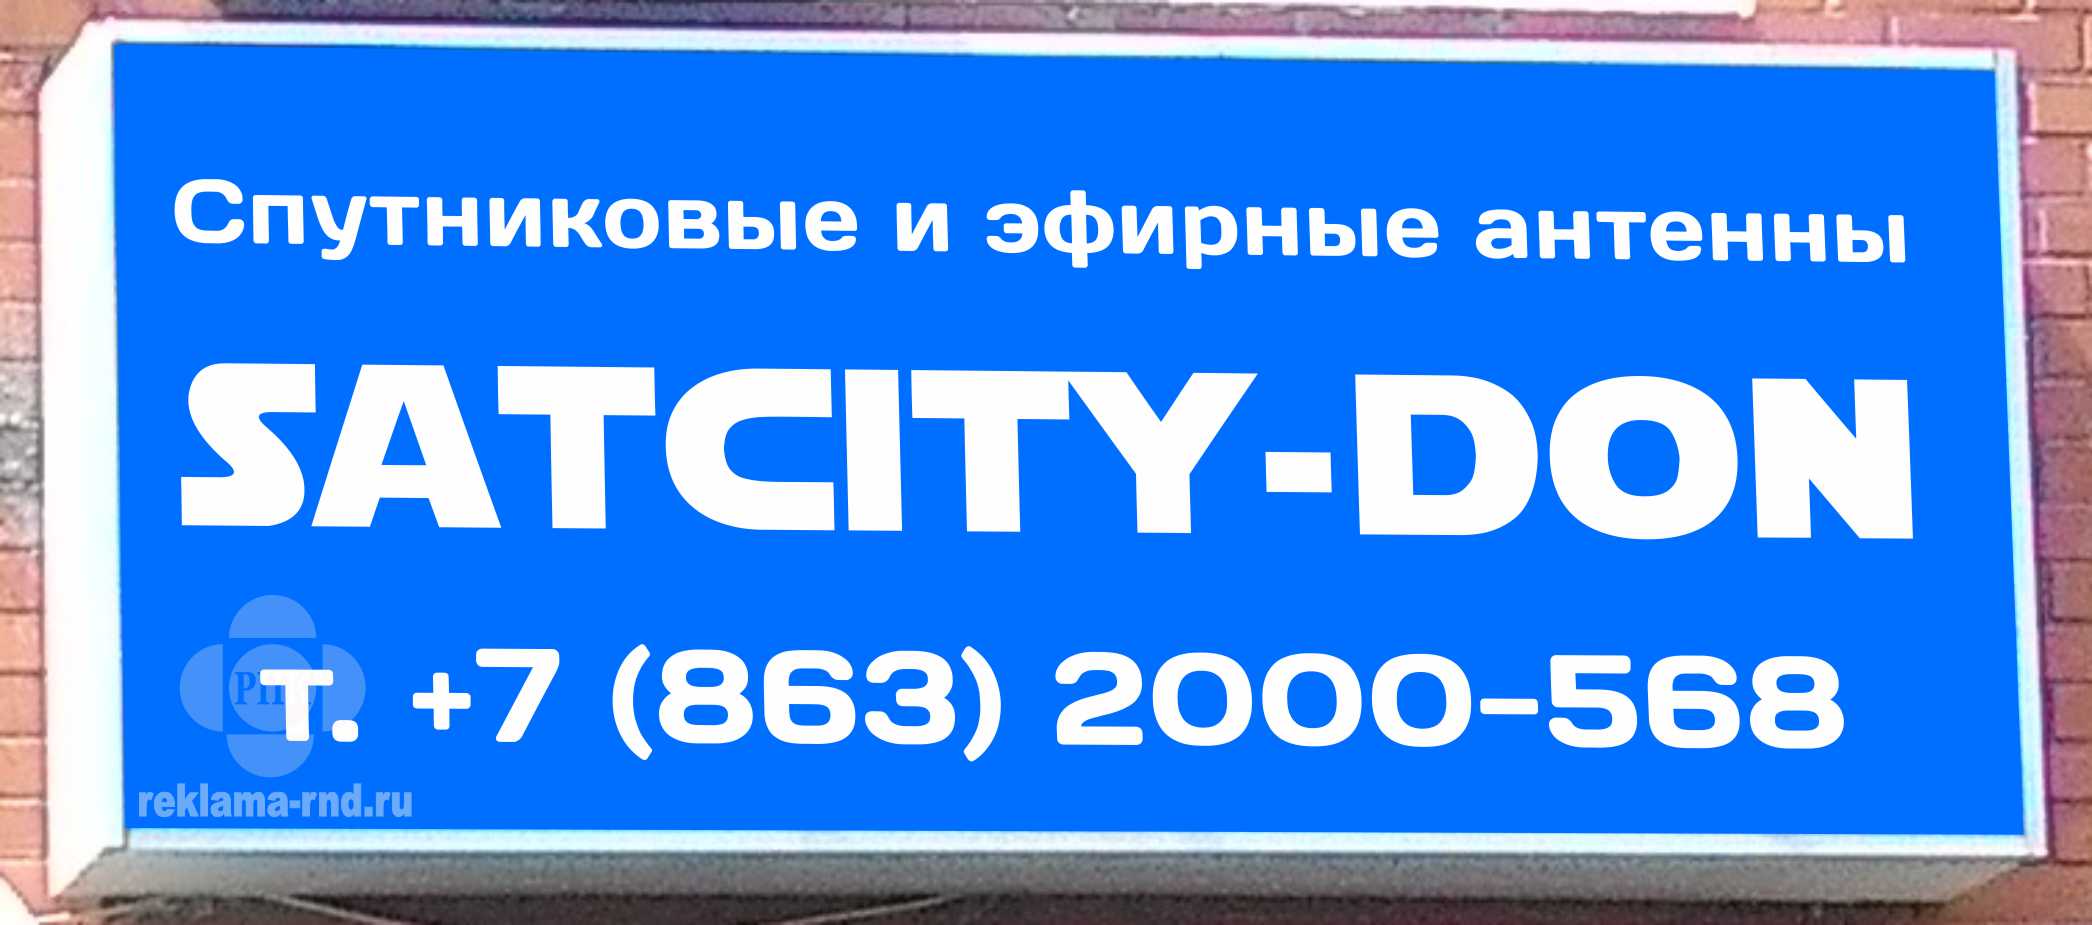 Спутниковые и эфирные антенны
SATCITY-DON
т. +7 (863) 2000-568
reklama-rnd.ru